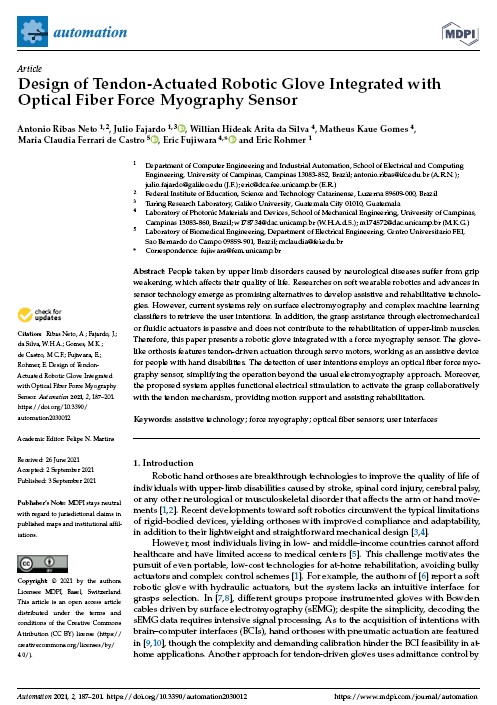 automation
MDPI
Article
Design of Tendon-Actuated Robotic Glove Integrated with
Optical Fiber Force Myography Sensor
Antonio Ribas Neto 1,2, Julio Fajardo 1,3, Willian Hideak Arita da Silva 4, Matheus Kaue Gomes 4,
Maria Claudia Ferrari de Castro 5, Eric Fujiwara 4,* and Eric Rohmer 1
1 Department of Computer Engineering and Industrial Automation, School of Electrical and Computing
Engineering, University of Campinas, Campinas 13083-852, Brazil; antonio.ribas@ifc.edu.br (A.R.N.);
julio.fajardo@galileo.edu (J.F.); eric@dca.fee.unicamp.br (E.R.)
2 Federal Institute of Education, Science and Technology Catarinense, Luzerna 89609-000, Brazil
3 Turing Research Laboratory, Galileo University, Guatemala City 01010, Guatemala
4 Laboratory of Photonic Materials and Devices, School of Mechanical Engineering, University of Campinas,
Campinas 13083-860, Brazil; w178734@dac.unicamp.br (W.H.A.d.S.); m174572@dac.unicamp.br (M.K.G.)
5 Laboratory of Biomedical Engineering, Department of Electrical Engineering, Centro Universitário FEI,
Sao Bernardo do Campo 09859-901, Brazil; mclaudia@fei.edu.br
* Correspondence: fujiwara@fem.unicamp.br
Abstract: People taken by upper limb disorders caused by neurological diseases suffer from grip
weakening, which affects their quality of life. Researches on soft wearable robotics and advances in
sensor technology emerge as promising alternatives to develop assistive and rehabilitative technolo-
gies. However, current systems rely on surface electromyography and complex machine learning
classifiers to retrieve the user intentions. In addition, the grasp assistance through electromechanical
or fluidic actuators is passive and does not contribute to the rehabilitation of upper-limb muscles.
Therefore, this paper presents a robotic glove integrated with a force myography sensor. The glove-
like orthosis features tendon-driven actuation through servo motors, working as an assistive device
for people with hand disabilities. The detection of user intentions employs an optical fiber force myo-
graphy sensor, simplifying the operation beyond the usual electromyography approach. Moreover,
the proposed system applies functional electrical stimulation to activate the grasp collaboratively
with the tendon mechanism, providing motion support and assisting rehabilitation.
Keywords: assistive technology; force myography; optical fiber sensors; user interfaces
check for
updates
Citation: Ribas Neto, A.; Fajardo, J.;
da Silva, W.H.A.; Gomes, M.K.;
de Castro, M.C.F.; Fujiwara, E.;
Rohmer, E. Design of Tendon-
Actuated Robotic Glove Integrated
with Optical Fiber Force Myography
Sensor. Automation 2021, 2, 187–201.
https://doi.org/10.3390/
automation2030012
Academic Editor: Felipe N. Martins
Received: 26 June 2021
Accepted: 2 September 2021
Published: 3 September 2021
Publisher's Note: MDPI stays neutral
with regard to jurisdictional claims in
published maps and institutional affil-
iations.
Copyright: © 2021 by the authors.
Licensee MDPI, Basel, Switzerland.
This article is an open access article
distributed under the terms and
conditions of the Creative Commons
Attribution (CC BY) license (https://
creativecommons.org/licenses/by/
4.0/).
1. Introduction
Robotic hand orthoses are breakthrough technologies to improve the quality of life of
individuals with upper-limb disabilities caused by stroke, spinal cord injury, cerebral palsy,
or any other neurological or musculoskeletal disorder that affects the arm or hand move-
ments [1,2]. Recent developments toward soft robotics circumvent the typical limitations
of rigid-bodied devices, yielding orthoses with improved compliance and adaptability,
in addition to their lightweight and straightforward mechanical design [3,4].
However, most individuals living in low- and middle-income countries cannot afford
healthcare and have limited access to medical centers [5]. This challenge motivates the
pursuit of even portable, low-cost technologies for at-home rehabilitation, avoiding bulky
actuators and complex control schemes [1]. For example, the authors of [6] report a soft
robotic glove with hydraulic actuators, but the system lacks an intuitive interface for
grasps selection. In [7,8], different groups propose instrumented gloves with Bowden
cables driven by surface electromyography (sEMG); despite the simplicity, decoding the
sEMG data requires intensive signal processing. As to the acquisition of intentions with
brain–computer interfaces (BCIs), hand orthoses with pneumatic actuation are featured
in [9,10], though the complexity and demanding calibration hinder the BCI feasibility in at-
home applications. Another approach for tendon-driven gloves uses admittance control by
Automation 2021, 2, 187–201. https://doi.org/10.3390/automation2030012
https://www.mdpi.com/journal/automation